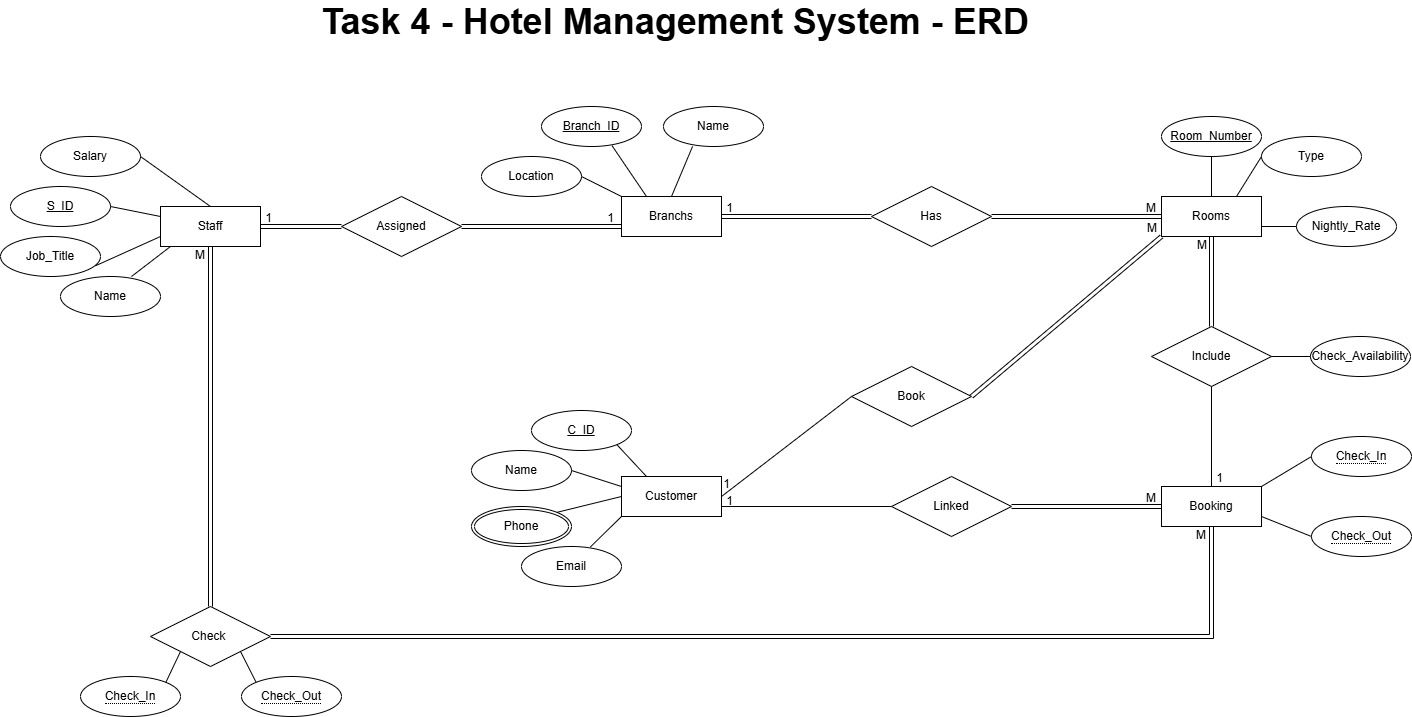 Task 4 - Hotel Management System - ERD
Branch_ID
Name
Room_Number
Salary
Type
Location
S_ID
1
Staff
Assigned
1
Branchs
1
Has
M
Rooms
M
Nightly_Rate
M
M
Job_Title
Name
Include
Check_Availability
Book
C_ID
Name
Customer
1
1
Phone
Email
Linked
M
1
Booking
M
Check_In
Check_Out
Check
Check_In
Check_Out